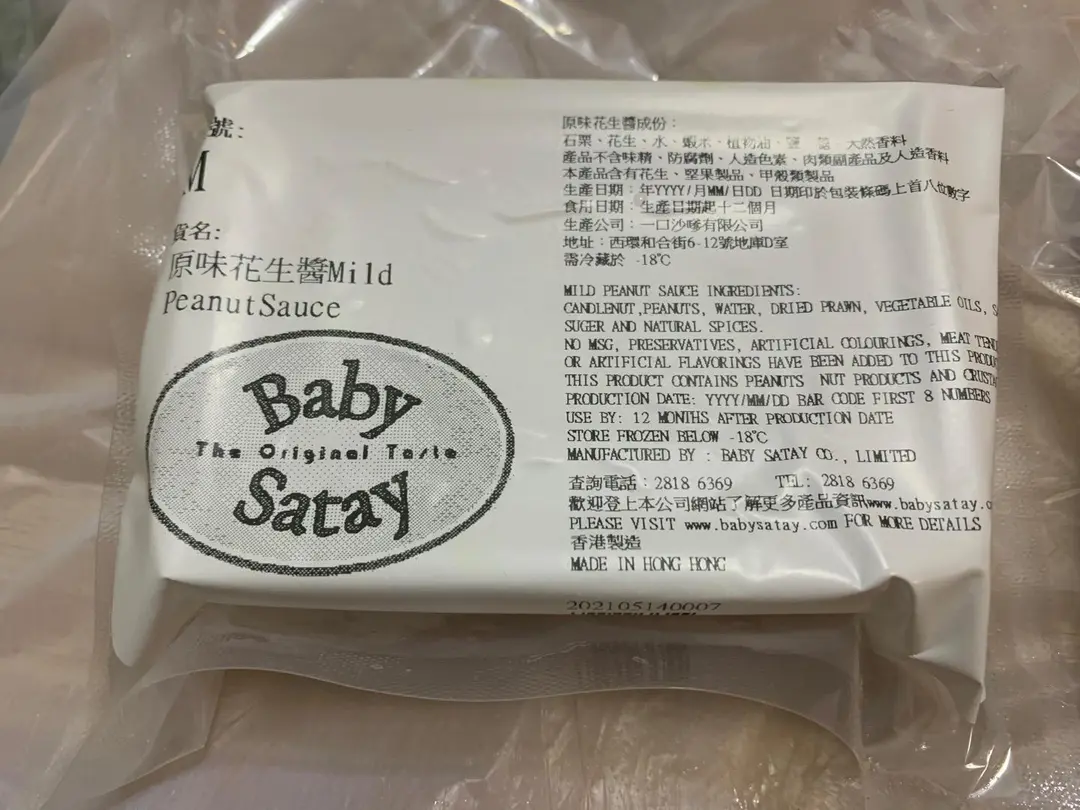 號:
M
貨名:
原味花生醬Mild
PeanutSauce
Baby
The Original Taste
Satay
原味花生醬成份：
石栗、花生、水、蝦米、植物油、鹽 天然香料
產品不含味精、防腐劑、人造色素、肉類副產品及人造香料
本產品含有花生、堅果製品、甲殼類製品
生產日期：年YYYY/月MM/日DD 日期印於包裝條碼上首八位數字
食用日期：生產日期起十二個月
生產公司：一口沙嗲有限公司
地址：西環和合街6-12號地庫D室
需冷藏於 -18℃
MILD PEANUT SAUCE INGREDIENTS:
CANDLENUT,PEANUTS, WATER, DRIED PRAWN, VEGETABLE OILS, S
SUGER AND NATURAL SPICES.
NO MSG, PRESERVATIVES, ARTIFICIAL COLOURINGS, MEAT TEND
OR ARTIFICIAL FLAVORINGS HAVE BEEN ADDED TO THIS PRODU
THIS PRODUCT CONTAINS PEANUTS NUT PRODUCTS AND CRUSTA
PRODUCTION DATE: YYYY/MM/DD BAR CODE FIRST 8 NUMBERS
USE BY: 12 MONTHS AFTER PRODUCTION DATE
STORE FROZEN BELOW -18℃
MANUFACTURED BY : BABY SATAY CO., LIMITED
查詢電話：2818 6369 TEL: 2818 6369
歡迎登上本公司網站了解更多產品資訊www.babysatay.c
PLEASE VISIT www.babysatay.com FOR MORE DETAILS
香港製造
MADE IN HONG HONG
202105140007